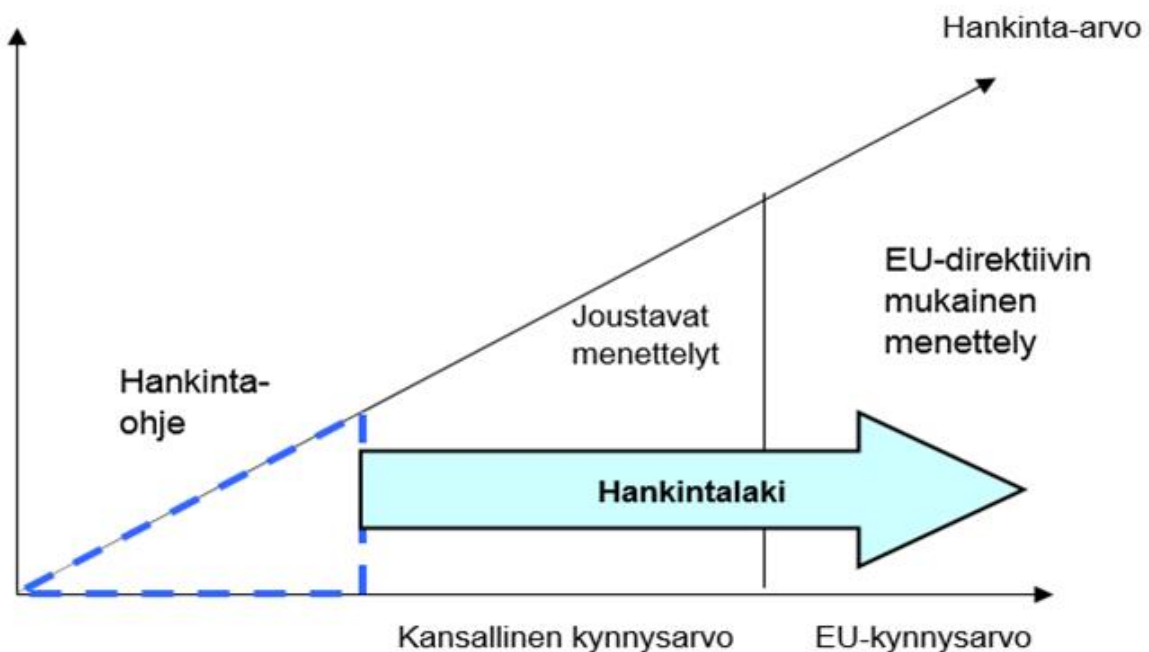 Hankinta-arvo
EU-direktiivin
mukainen
menettely
Joustavat
menettelyt
Hankinta-
ohje
Hankintalaki
Kansallinen kynnysarvo
EU-kynnysarvo